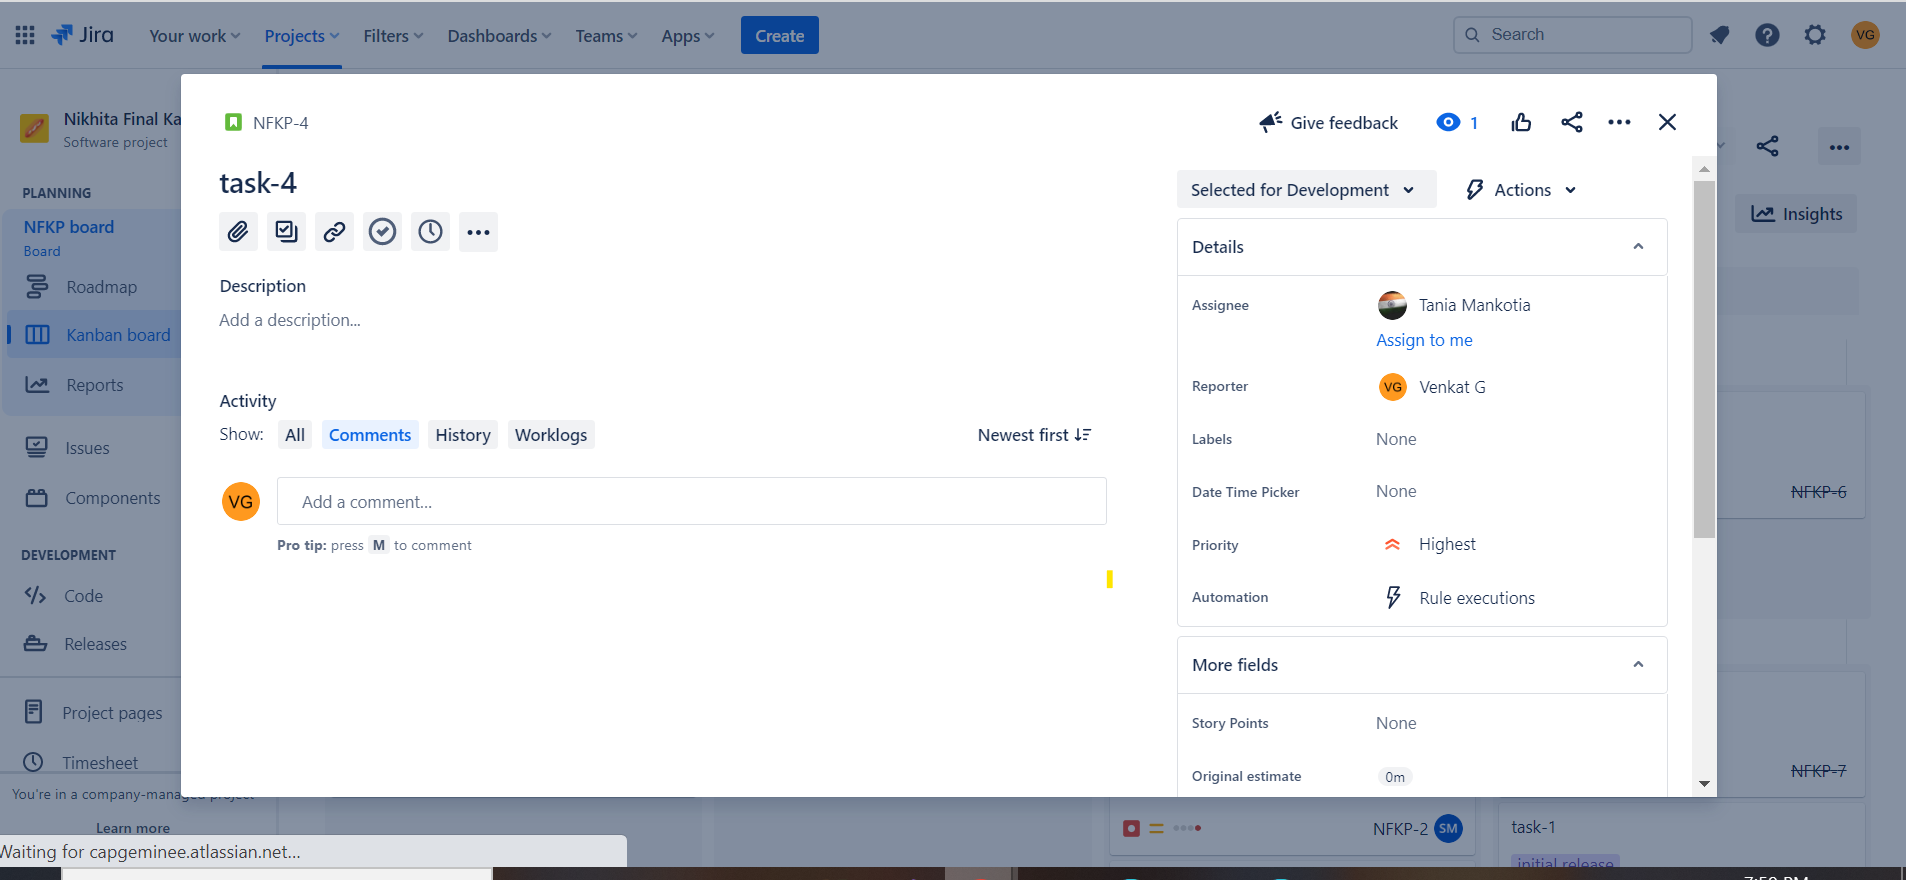 Jira
Your work
Projects
Filters
Dashboards
Teams
Apps
Create
Search
VG
Nikhita Final Ka
Software project
PLANNING
NFKP board
Board
Roadmap
Kanban board
Reports
Issues
Components
DEVELOPMENT
Code
Releases
Project pages
Timesheet
You're in a company-managed project
Learn more
Waiting for capgeminee.atlassian.net...
NFKP-4
Give feedback
1
task-4
Description
Add a description...
Activity
Show: All Comments History Worklogs
Newest first
VG
Add a comment...
Pro tip: press M to comment
Selected for Development
Actions
Details
Assignee Tania Mankotia
Assign to me
Reporter VG Venkat G
Labels None
Date Time Picker None
Priority Highest
Automation Rule executions
More fields
Story Points None
Original estimate 0m
Insights
NFKP-6
NFKP-7
NFKP-2 SM
task-1
initial release
7:50 PM